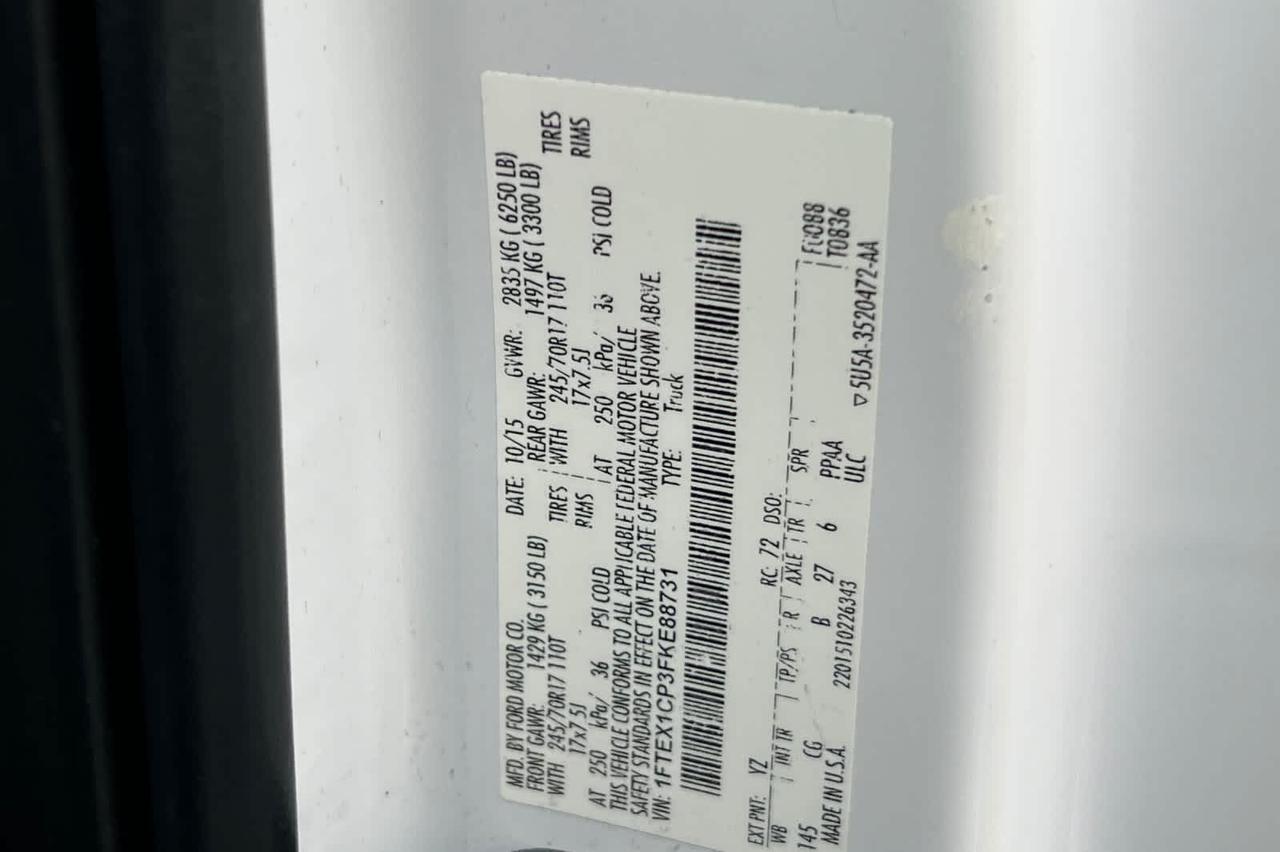 MFD. BY FORD MOTOR CO. DATE: 10/15 GVWR: 2835 KG ( 6250 LB)
FRONT GAWR: 1429 KG ( 3150 LB) REAR GAWR: 1497 KG ( 3300 LB)
WITH 245/70R17 110T TIRES WITH 245/70R17 110T TIRES
17x7.5J RIMS 17x7.5J RIMS
AT 250 kPa/ 36 PSI COLD AT 250 kPa/ 36 PSI COLD
THIS VEHICLE CONFORMS TO ALL APPLICABLE FEDERAL MOTOR VEHICLE
SAFETY STANDARDS IN EFFECT ON THE DATE OF MANUFACTURE SHOWN ABOVE.
VIN: 1FTEX1CP3FKE88731 TYPE: Truck
EXT PNT: YZ RC: 72 DSO: F0088
WB INT TR TP/PS R AXLE TR SPR T0836
145 CG B 27 6 PPAA
MADE IN U.S.A. 2201510226343 ULC ▽5U5A-3520472-AA